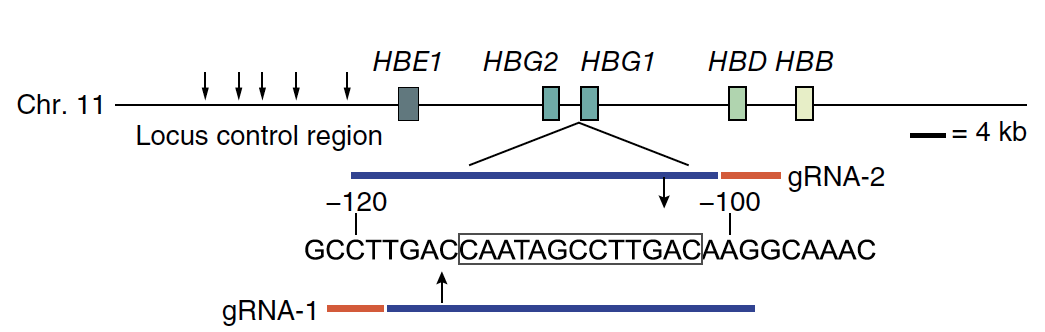 HBE1 HBG2 HBG1 HBD HBB
Chr. 11
Locus control region
= 4 kb
gRNA-2
−120 −100
GCCTTGACCAATAGCCTTGACAAGGCAAAC
gRNA-1